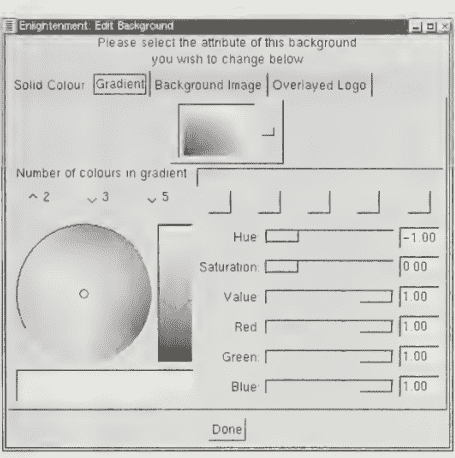 Enlightenment: Edit Background
Please select the attribute of this background
you wish to change below
Solid Colour Gradient Background Image Overlayed Logo
Number of colours in gradient
2 3 5
Hue: -1.00
Saturation: 0.00
Value: 1.00
Red: 1.00
Green: 1.00
Blue: 1.00
Done